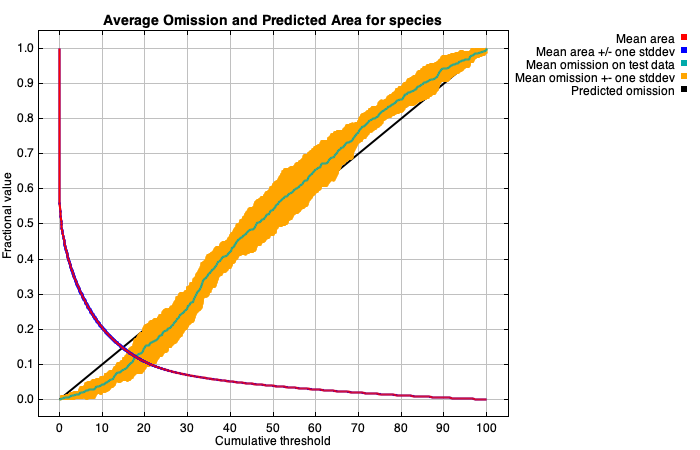 Average Omission and Predicted Area for species
Mean area
Mean area +/- one stddev
Mean omission on test data
Mean omission +- one stddev
Predicted omission
Fractional value
1.0
0.9
0.8
0.7
0.6
0.5
0.4
0.3
0.2
0.1
0.0
0 10 20 30 40 50 60 70 80 90 100
Cumulative threshold